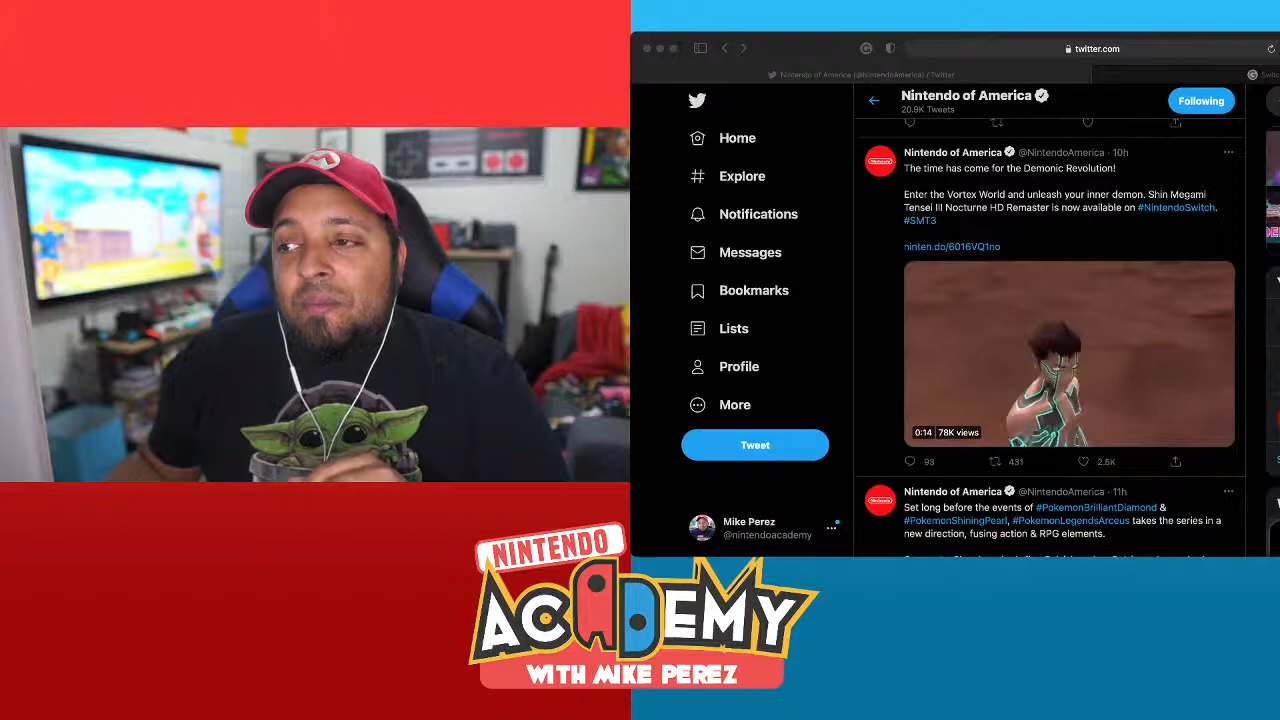 twitter.com
Nintendo of America (@NintendoAmerica) / Twitter
Nintendo of America
20.9K Tweets
Following
Home
Explore
Notifications
Messages
Bookmarks
Lists
Profile
More
Tweet
Mike Perez
@nintendoacademy
Nintendo of America @NintendoAmerica · 10h
The time has come for the Demonic Revolution!
Enter the Vortex World and unleash your inner demon. Shin Megami
Tensei III Nocturne HD Remaster is now available on #NintendoSwitch.
#SMT3
ninten.do/6016VQ1no
0:14 78K views
93 431 2.6K
Nintendo of America @NintendoAmerica · 11h
Set long before the events of #PokemonBrilliantDiamond &
#PokemonShiningPearl, #PokemonLegendsArceus takes the series in a
new direction, fusing action & RPG elements.
NINTENDO
ACADEMY
WITH MIKE PEREZ